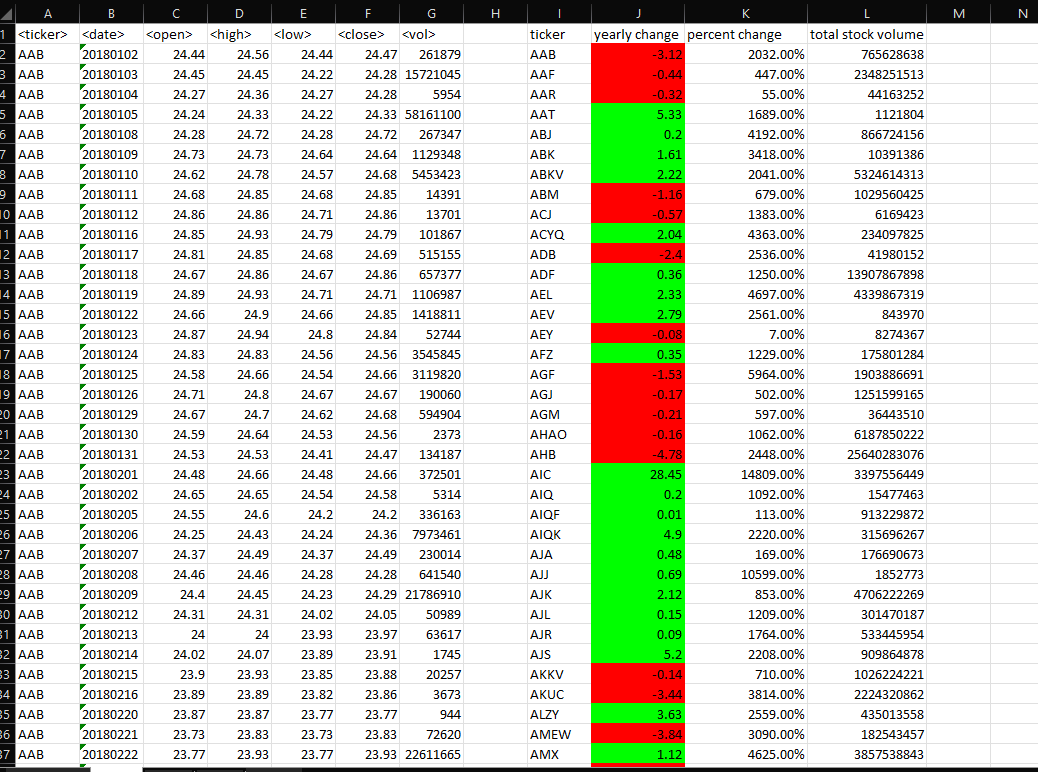 A B C D E F G H I J K L M N
1 <ticker> <date> <open> <high> <low> <close> <vol> ticker yearly change percent change total stock volume
2 AAB 20180102 24.44 24.56 24.44 24.47 261879 AAB -3.12 2032.00% 765628638
3 AAB 20180103 24.45 24.45 24.22 24.28 15721045 AAF -0.44 447.00% 2348251513
4 AAB 20180104 24.27 24.36 24.27 24.28 5954 AAR -0.32 55.00% 44163252
5 AAB 20180105 24.24 24.33 24.22 24.33 58161100 AAT 5.33 1689.00% 1121804
6 AAB 20180108 24.28 24.72 24.28 24.72 267347 ABJ 0.2 4192.00% 866724156
7 AAB 20180109 24.73 24.73 24.64 24.64 1129348 ABK 1.61 3418.00% 10391386
8 AAB 20180110 24.62 24.78 24.57 24.68 5453423 ABKV 2.22 2041.00% 5324614313
9 AAB 20180111 24.68 24.85 24.68 24.85 14391 ABM -1.16 679.00% 1029560425
10 AAB 20180112 24.86 24.86 24.71 24.86 13701 ACJ -0.57 1383.00% 6169423
11 AAB 20180116 24.85 24.93 24.79 24.79 101867 ACYQ 2.04 4363.00% 234097825
12 AAB 20180117 24.81 24.85 24.68 24.69 515155 ADB -2.4 2536.00% 41980152
13 AAB 20180118 24.67 24.86 24.67 24.86 657377 ADF 0.36 1250.00% 13907867898
14 AAB 20180119 24.89 24.93 24.71 24.71 1106987 AEL 2.33 4697.00% 4339867319
15 AAB 20180122 24.66 24.9 24.66 24.85 1418811 AEV 2.79 2561.00% 843970
16 AAB 20180123 24.87 24.94 24.8 24.84 52744 AEY -0.08 7.00% 8274367
17 AAB 20180124 24.83 24.83 24.56 24.56 3545845 AFZ 0.35 1229.00% 175801284
18 AAB 20180125 24.58 24.66 24.54 24.66 3119820 AGF -1.53 5964.00% 1903886691
19 AAB 20180126 24.71 24.8 24.67 24.67 190060 AGJ -0.17 502.00% 1251599165
20 AAB 20180129 24.67 24.7 24.62 24.68 594904 AGM -0.21 597.00% 36443510
21 AAB 20180130 24.59 24.64 24.53 24.56 2373 AHAO -0.16 1062.00% 6187850222
22 AAB 20180131 24.53 24.53 24.41 24.47 134187 AHB -4.78 2448.00% 25640283076
23 AAB 20180201 24.48 24.66 24.48 24.66 372501 AIC 28.45 14809.00% 3397556449
24 AAB 20180202 24.65 24.65 24.54 24.58 5314 AIQ 0.2 1092.00% 15477463
25 AAB 20180205 24.55 24.6 24.2 24.2 336163 AIQF 0.01 113.00% 913229872
26 AAB 20180206 24.25 24.43 24.24 24.36 7973461 AIQK 4.9 2220.00% 315696267
27 AAB 20180207 24.37 24.49 24.37 24.49 230014 AJA 0.48 169.00% 176690673
28 AAB 20180208 24.46 24.46 24.28 24.28 641540 AJJ 0.69 10599.00% 1852773
29 AAB 20180209 24.4 24.45 24.23 24.29 21786910 AJK 2.12 853.00% 4706222269
30 AAB 20180212 24.31 24.31 24.02 24.05 50989 AJL 0.15 1209.00% 301470187
31 AAB 20180213 24 24 23.93 23.97 63617 AJR 0.09 1764.00% 533445954
32 AAB 20180214 24.02 24.07 23.89 23.91 1745 AJS 5.2 2208.00% 909864878
33 AAB 20180215 23.9 23.93 23.85 23.88 20257 AKKV -0.14 710.00% 1026224221
34 AAB 20180216 23.89 23.89 23.82 23.86 3673 AKUC -3.44 3814.00% 2224320862
35 AAB 20180220 23.87 23.87 23.77 23.77 944 ALZY 3.63 2559.00% 435013558
36 AAB 20180221 23.73 23.83 23.73 23.83 72620 AMEW -3.84 3090.00% 182543457
37 AAB 20180222 23.77 23.93 23.77 23.93 22611665 AMX 1.12 4625.00% 3857538843